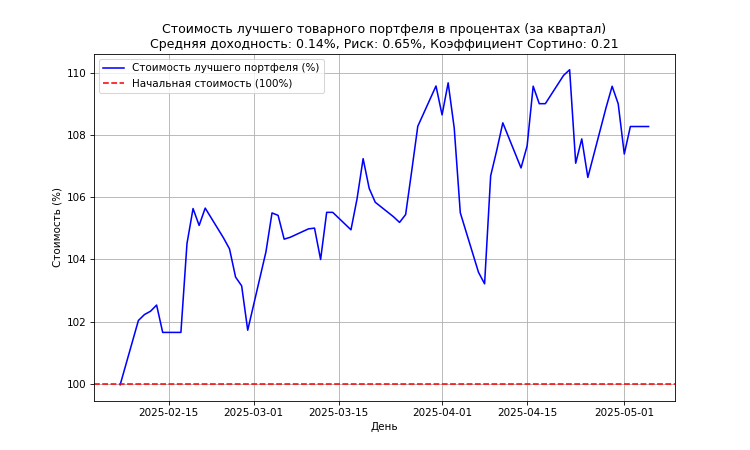 Стоимость лучшего товарного портфеля в процентах (за квартал)
Средняя доходность: 0.14%, Риск: 0.65%, Коэффициент Сортино: 0.21
Стоимость лучшего портфеля (%)
Начальная стоимость (100%)
Стоимость (%)
110
108
106
104
102
100
2025-02-15
2025-03-01
2025-03-15
2025-04-01
2025-04-15
2025-05-01
День